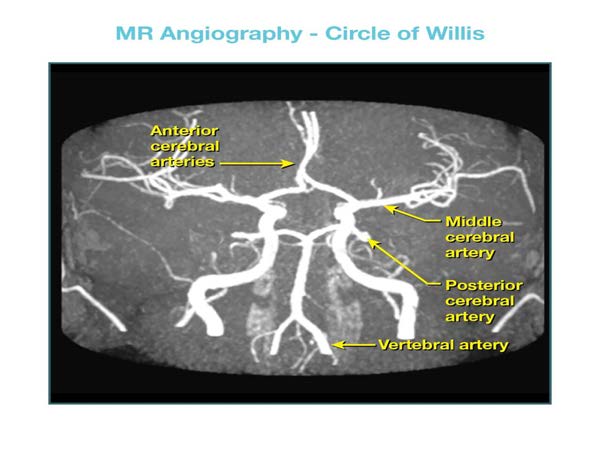 MR Angiography - Circle of Willis
Anterior
cerebral
arteries
Middle
cerebral
artery
Posterior
cerebral
artery
Vertebral artery